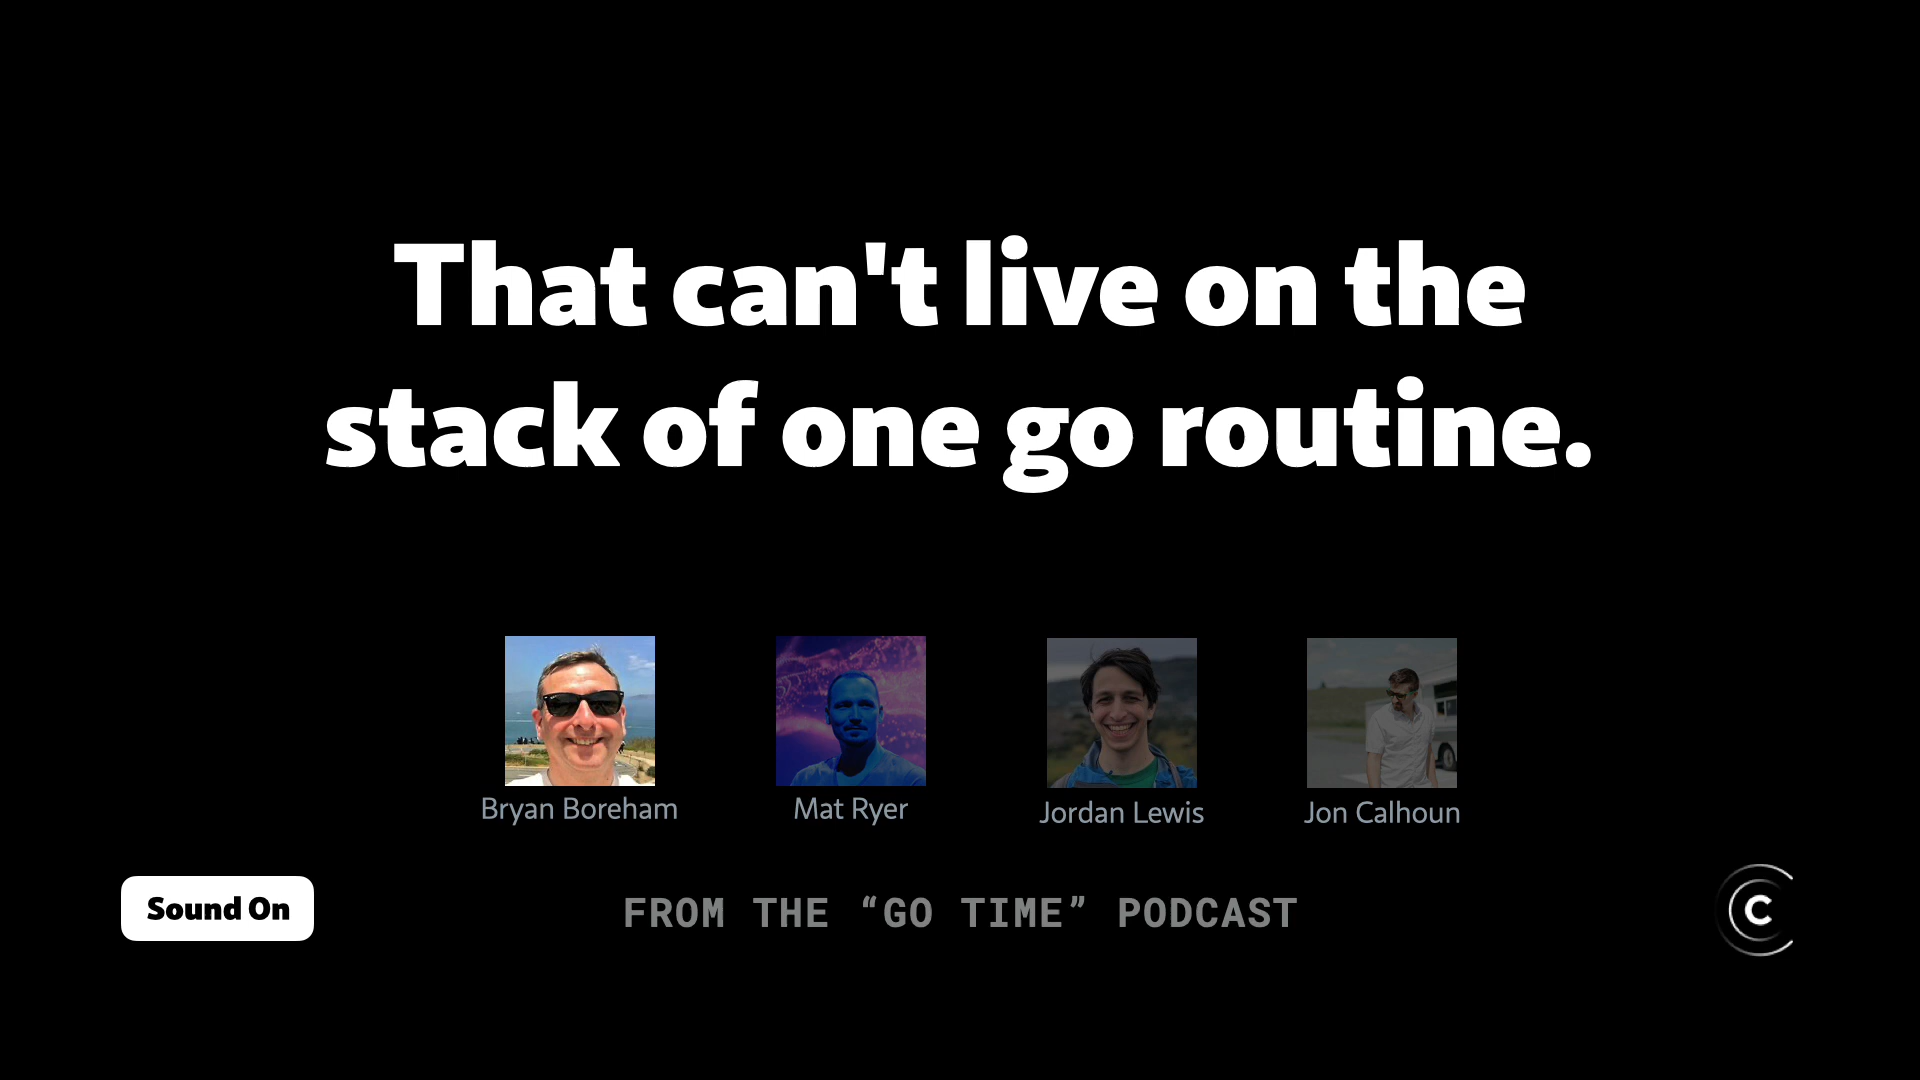 That can't live on the
stack of one go routine.
Bryan Boreham
Mat Ryer
Jordan Lewis
Jon Calhoun
Sound On
FROM THE “GO TIME” PODCAST
C